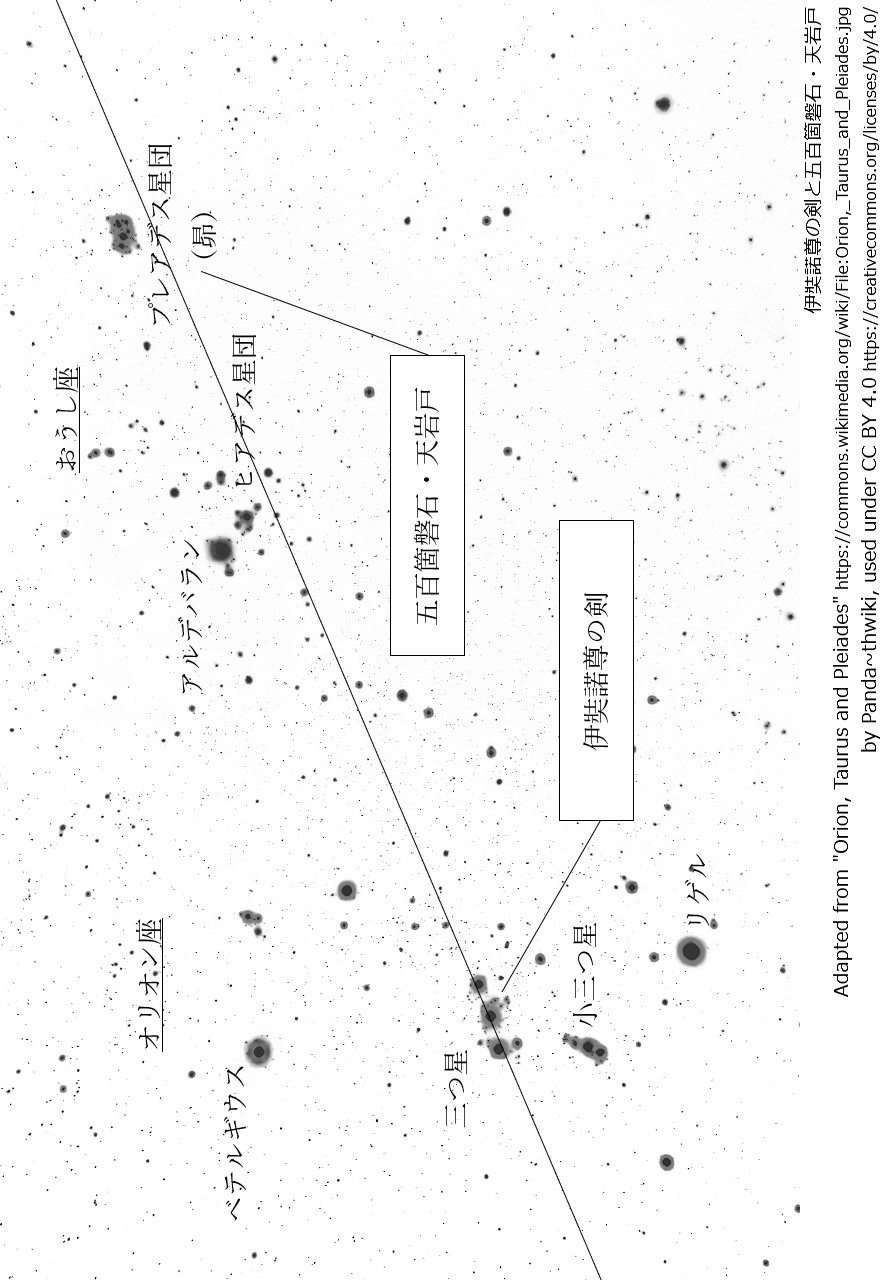 プレアデス星団
(昴)
おうし座
ヒアデス星団
アルデバラン
五百箇磐石・天岩戸
伊奘諾尊の剣
オリオン座
ベテルギウス
三つ星
小三つ星
リゲル
伊奘諾尊の剣と五百箇磐石・天岩戸
Adapted from "Orion, Taurus and Pleiades" https://commons.wikimedia.org/wiki/File:Orion,_Taurus_and_Pleiades.jpg
by Panda~thwiki, used under CC BY 4.0 https://creativecommons.org/licenses/by/4.0/